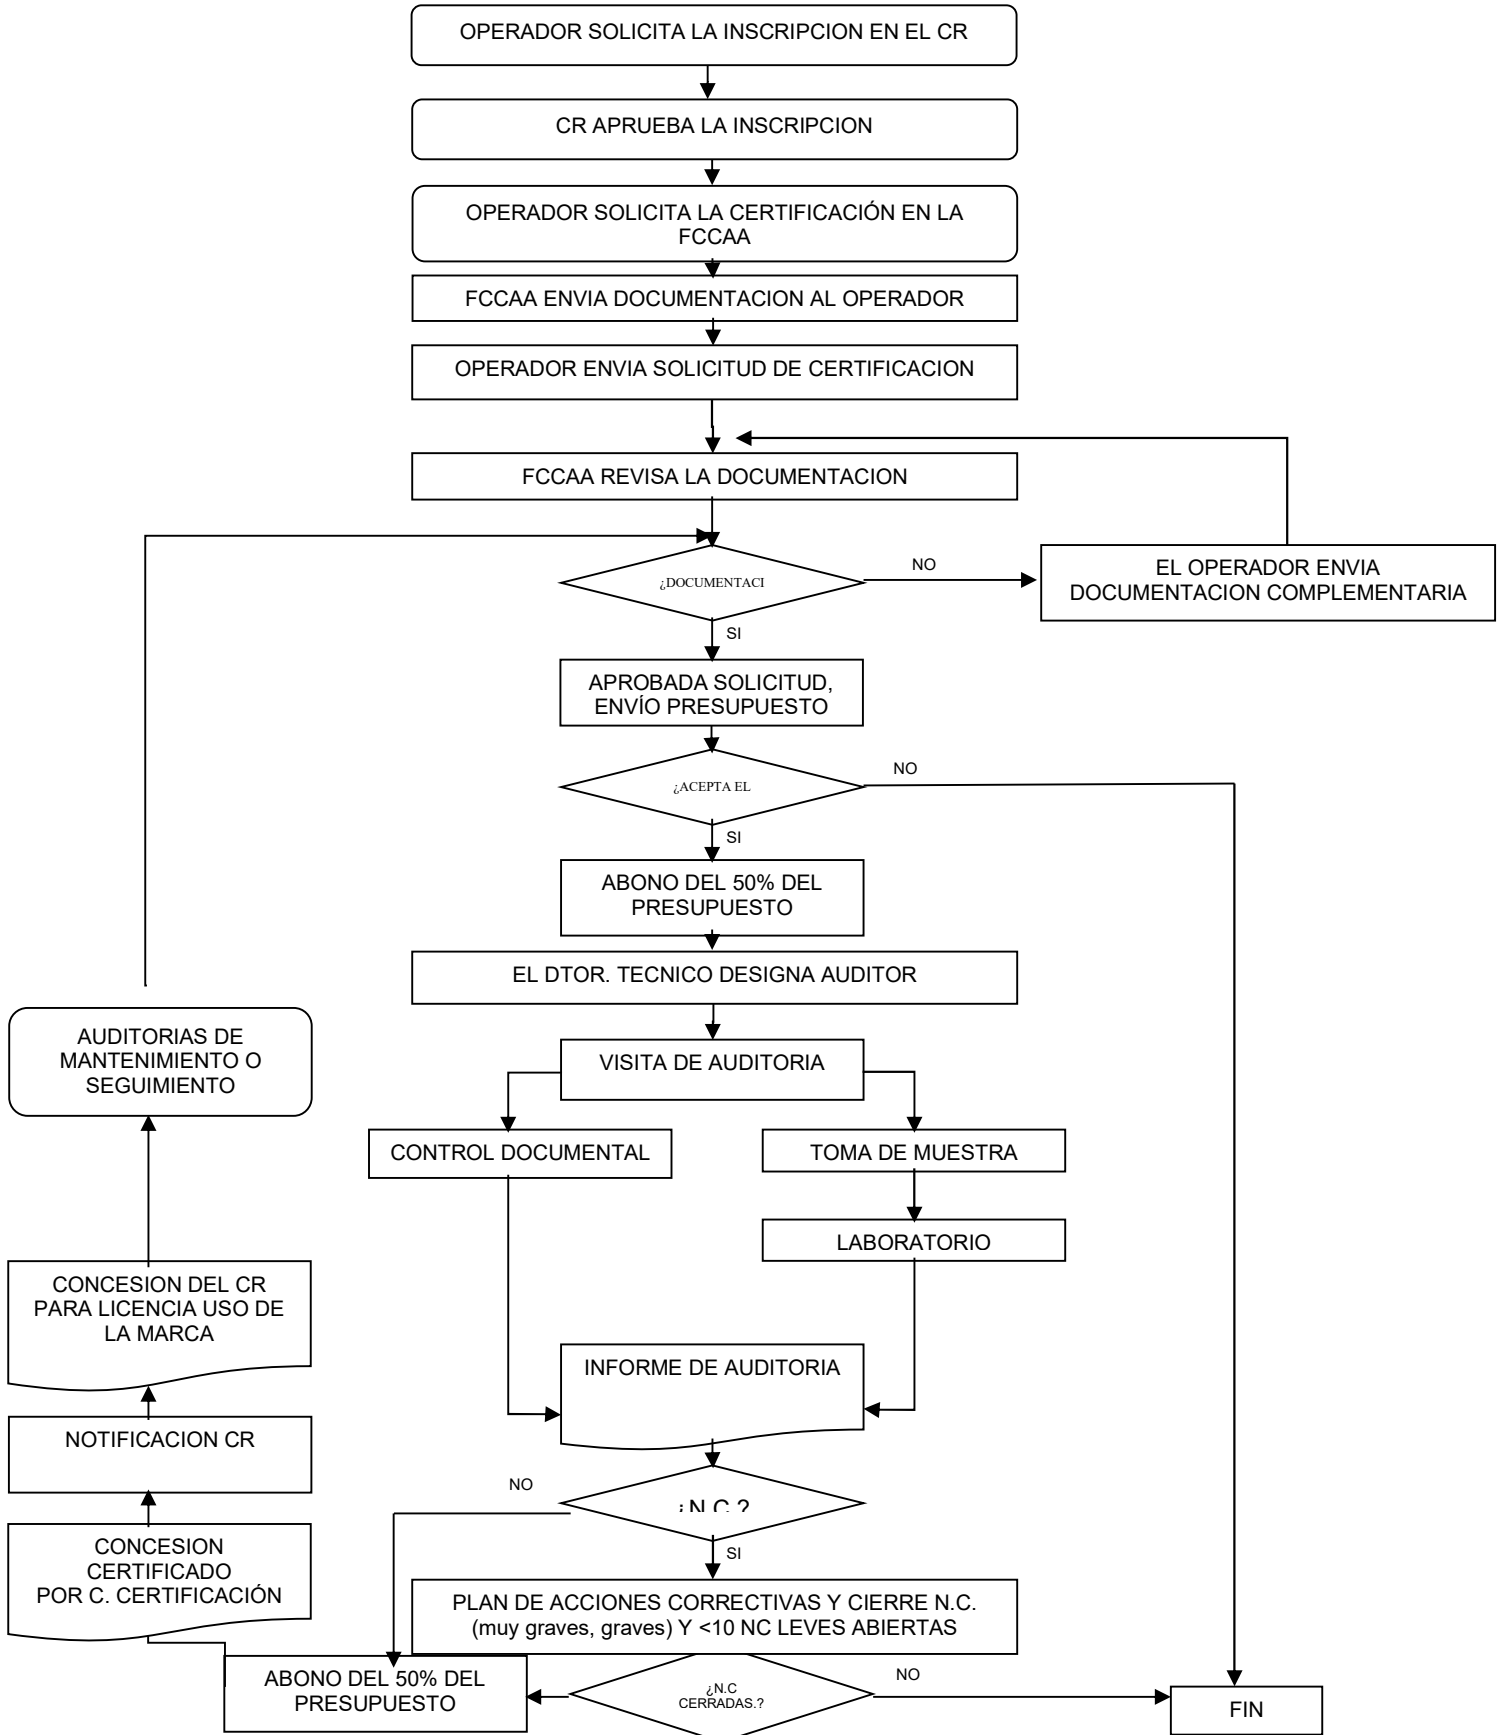 OPERADOR SOLICITA LA INSCRIPCION EN EL CR
CR APRUEBA LA INSCRIPCION
OPERADOR SOLICITA LA CERTIFICACIÓN EN LA
FCCAA
FCCAA ENVIA DOCUMENTACION AL OPERADOR
OPERADOR ENVIA SOLICITUD DE CERTIFICACION
FCCAA REVISA LA DOCUMENTACION
¿DOCUMENTACI
NO
EL OPERADOR ENVIA
DOCUMENTACION COMPLEMENTARIA
SI
APROBADA SOLICITUD,
ENVÍO PRESUPUESTO
¿ACEPTA EL
NO
SI
ABONO DEL 50% DEL
PRESUPUESTO
EL DTOR. TECNICO DESIGNA AUDITOR
VISITA DE AUDITORIA
CONTROL DOCUMENTAL
TOMA DE MUESTRA
LABORATORIO
INFORME DE AUDITORIA
¿N.C.?
NO
SI
PLAN DE ACCIONES CORRECTIVAS Y CIERRE N.C.
(muy graves, graves) Y <10 NC LEVES ABIERTAS
¿N.C
CERRADAS.?
NO
FIN
ABONO DEL 50% DEL
PRESUPUESTO
CONCESION
CERTIFICADO
POR C. CERTIFICACIÓN
NOTIFICACION CR
CONCESION DEL CR
PARA LICENCIA USO DE
LA MARCA
AUDITORIAS DE
MANTENIMIENTO O
SEGUIMIENTO